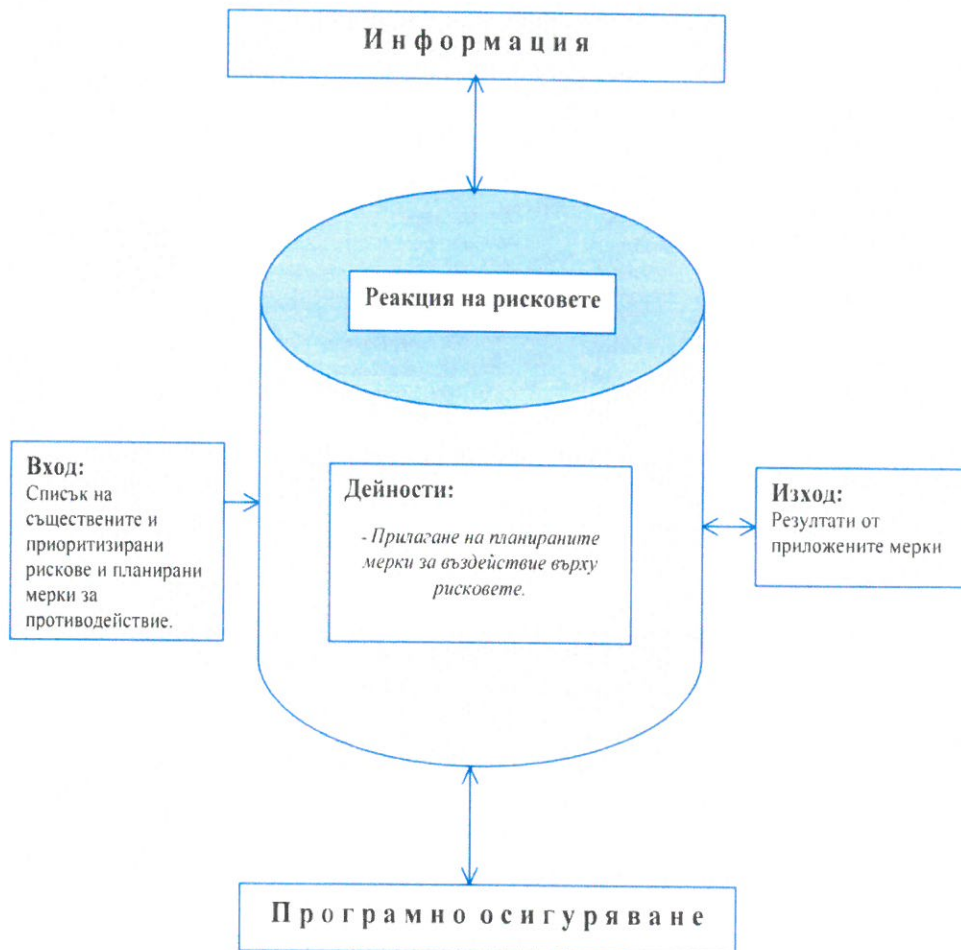 Информация
Реакция на рисковете
Вход:
Списък на
съществените и
приоритизирани
рискове и планирани
мерки за
противодействие.
Дейности:
- Прилагане на планираните
мерки за въздействие върху
рисковете.
Изход:
Резултати от
приложените мерки
Програмно осигуряване